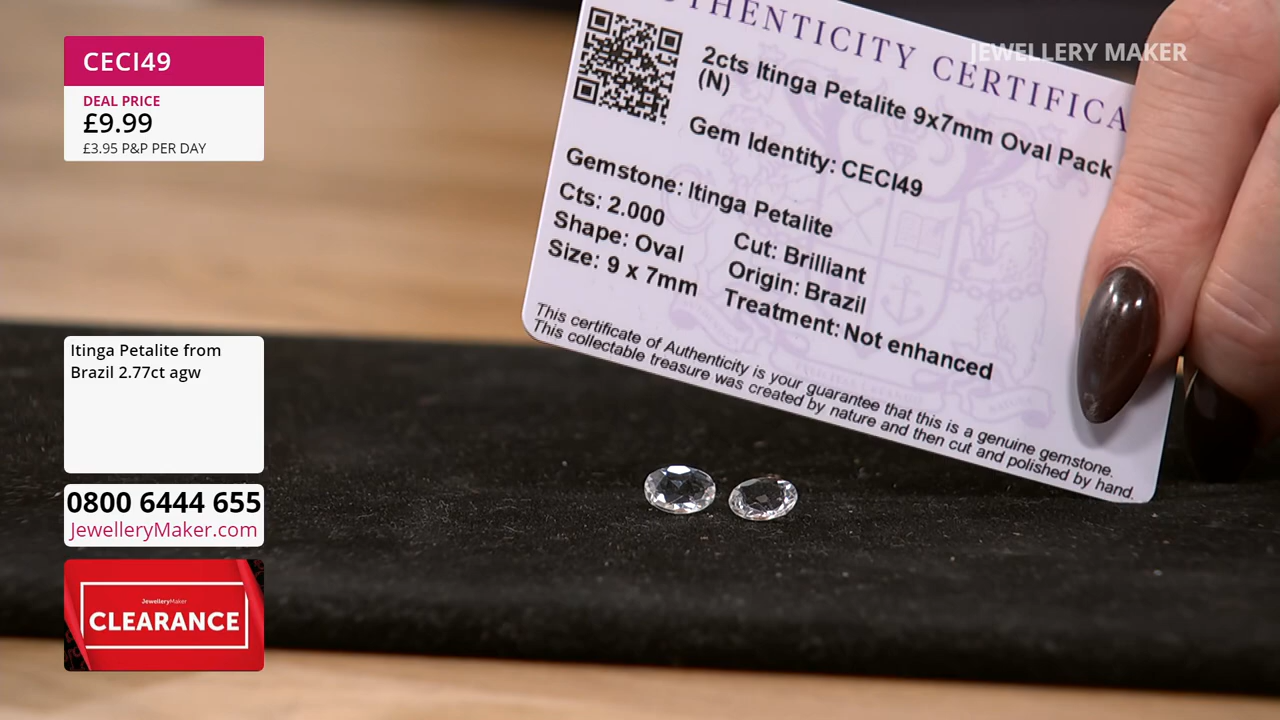 CECI49
DEAL PRICE
£9.99
£3.95 P&P PER DAY
Itinga Petalite from
Brazil 2.77ct agw
0800 6444 655
JewelleryMaker.com
JewelleryMaker
CLEARANCE
JEWELLERY MAKER
THENTICITY CERTIFICA
2cts Itinga Petalite 9x7mm Oval Pack
(N)
Gem Identity: CECI49
Gemstone: Itinga Petalite
Cts: 2.000
Cut: Brilliant
Shape: Oval
Origin: Brazil
Size: 9 x 7mm
Treatment: Not enhanced
This certificate of Authenticity is your guarantee that this is a genuine gemstone.
This collectable treasure was created by nature and then cut and polished by hand.